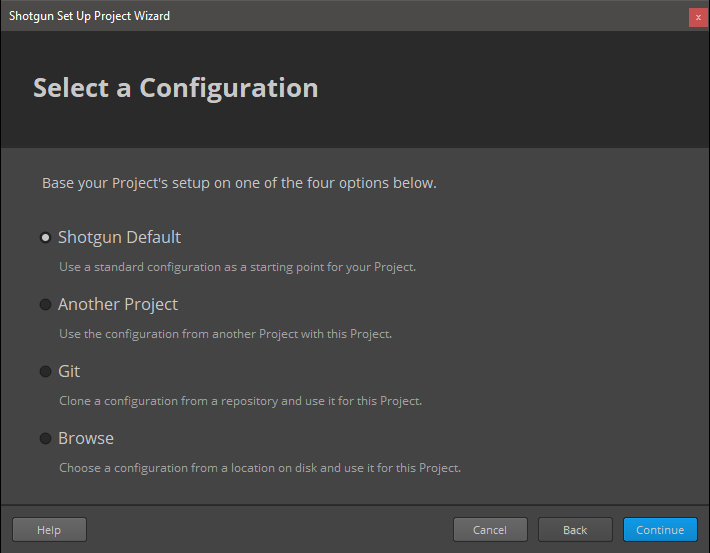 Shotgun Set Up Project Wizard
x
Select a Configuration
Base your Project's setup on one of the four options below.
Shotgun Default
Use a standard configuration as a starting point for your Project.
Another Project
Use the configuration from another Project with this Project.
Git
Clone a configuration from a repository and use it for this Project.
Browse
Choose a configuration from a location on disk and use it for this Project.
Help
Cancel
Back
Continue